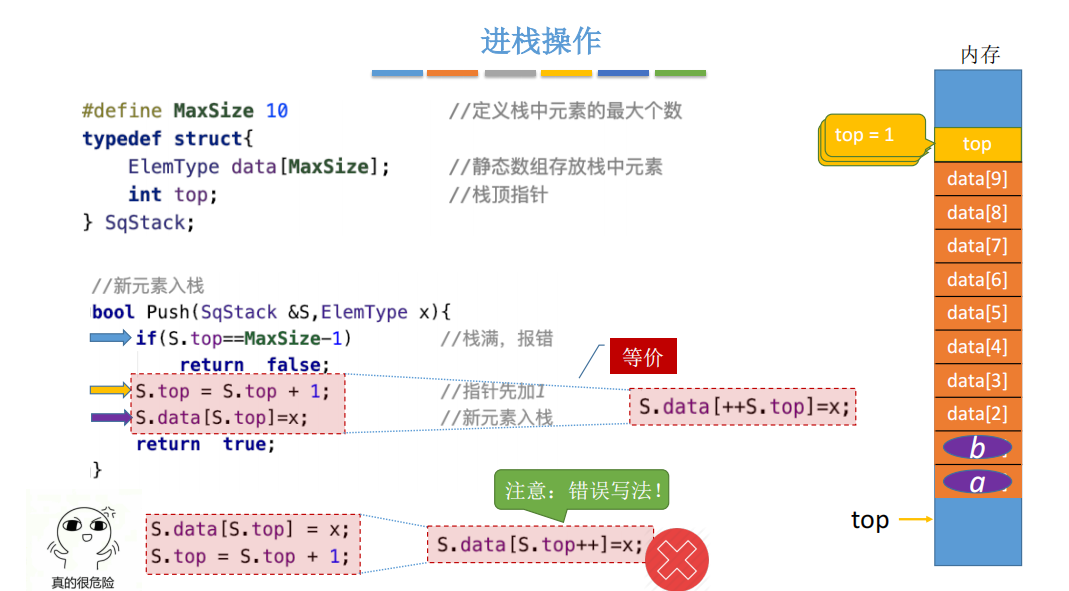 进栈操作
#define MaxSize 10 //定义栈中元素的最大个数
typedef struct{
ElemType data[MaxSize]; //静态数组存放栈中元素
int top; //栈顶指针
} SqStack;
//新元素入栈
bool Push(SqStack &S,ElemType x){
if(S.top==MaxSize-1) //栈满，报错
return false;
S.top = S.top + 1; //指针先加1
S.data[S.top]=x; //新元素入栈
return true;
}
等价
S.data[++S.top]=x;
注意：错误写法！
S.data[S.top] = x;
S.top = S.top + 1;
S.data[S.top++]=x;
真的很危险
内存
top = 1
top
data[9]
data[8]
data[7]
data[6]
data[5]
data[4]
data[3]
data[2]
b
a
top